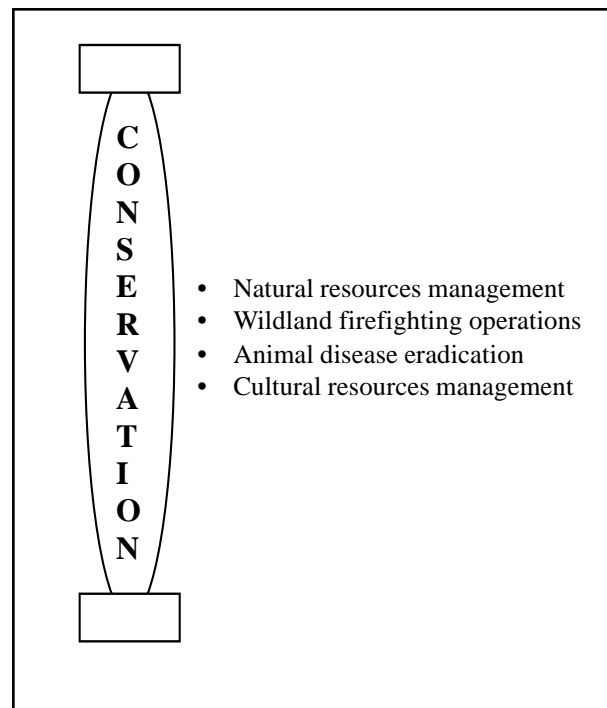 C
O
N
S
E
R
V
A
T
I
O
N
• Natural resources management
• Wildland firefighting operations
• Animal disease eradication
• Cultural resources management